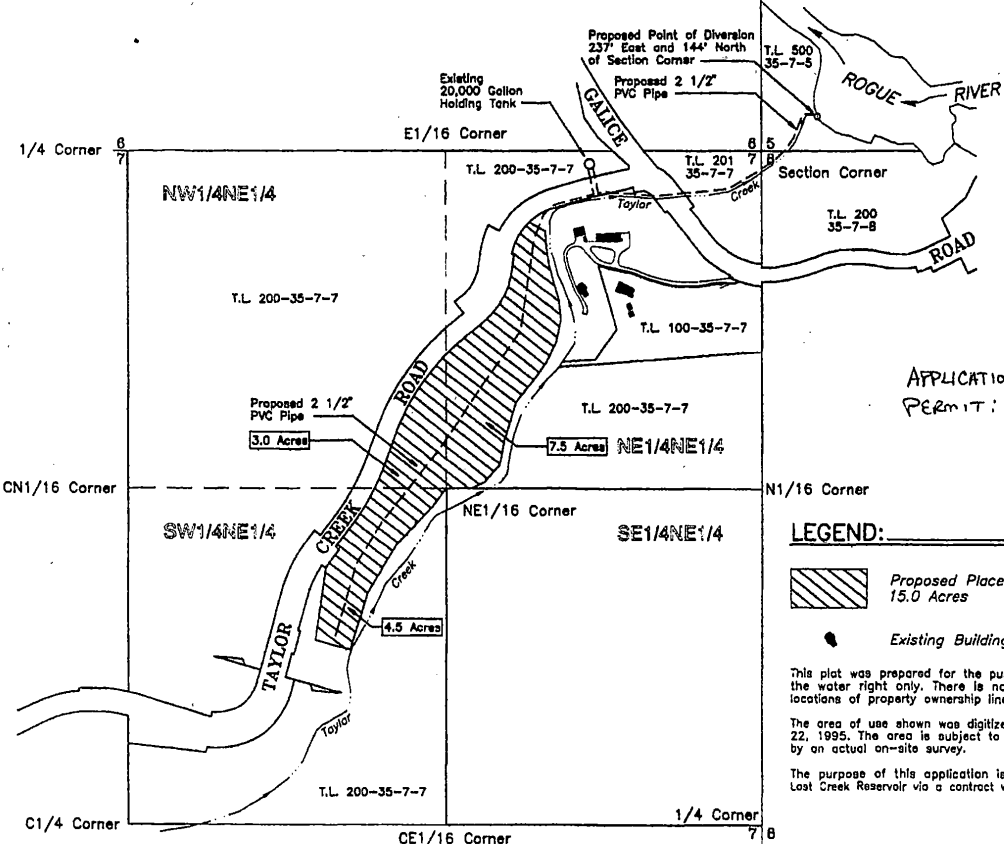 Proposed Point of Diversion
237' East and 144' North
of Section Corner
T.L. 500
35-7-5
ROGUE
RIVER
Existing
20,000 Gallon
Holding Tank
Proposed 2 1/2"
PVC Pipe
GALICE
E1/16 Corner
1/4 Corner
6
7
6 5
7 8
T.L. 200-35-7-7
T.L. 201
35-7-7
Section Corner
NW1/4NE1/4
Taylor
Creek
T.L. 200
35-7-8
ROAD
T.L. 200-35-7-7
T.L. 100-35-7-7
APPLICATIO
PERMIT:
ROAD
Proposed 2 1/2"
PVC Pipe
T.L. 200-35-7-7
3.0 Acres
7.5 Acres
NE1/4NE1/4
CN1/16 Corner
N1/16 Corner
NE1/16 Corner
SW1/4NE1/4
CREEK
SE1/4NE1/4
LEGEND:
Creek
Proposed Place
15.0 Acres
4.5 Acres
Existing Building
TAYLOR
This plat was prepared for the pu
the water right only. There is no
locations of property ownership line
Taylor
The area of use shown was digitize
22, 1995. The area is subject to
by an actual on-site survey.
The purpose of this application is
Lost Creek Reservoir via a contract w
T.L. 200-35-7-7
C1/4 Corner
1/4 Corner
CE1/16 Corner
7 8